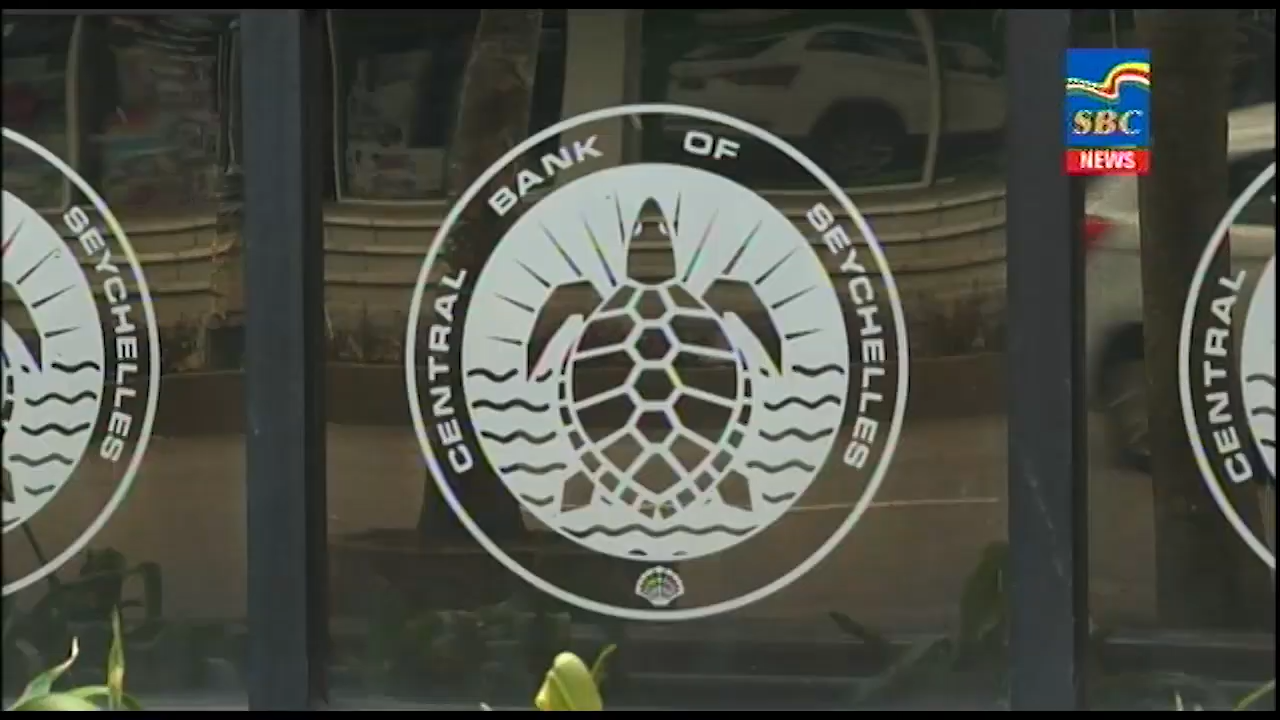 SEYCHELLES
CENTRAL BANK OF SEYCHELLES
CENTRAL
SBC
NEWS